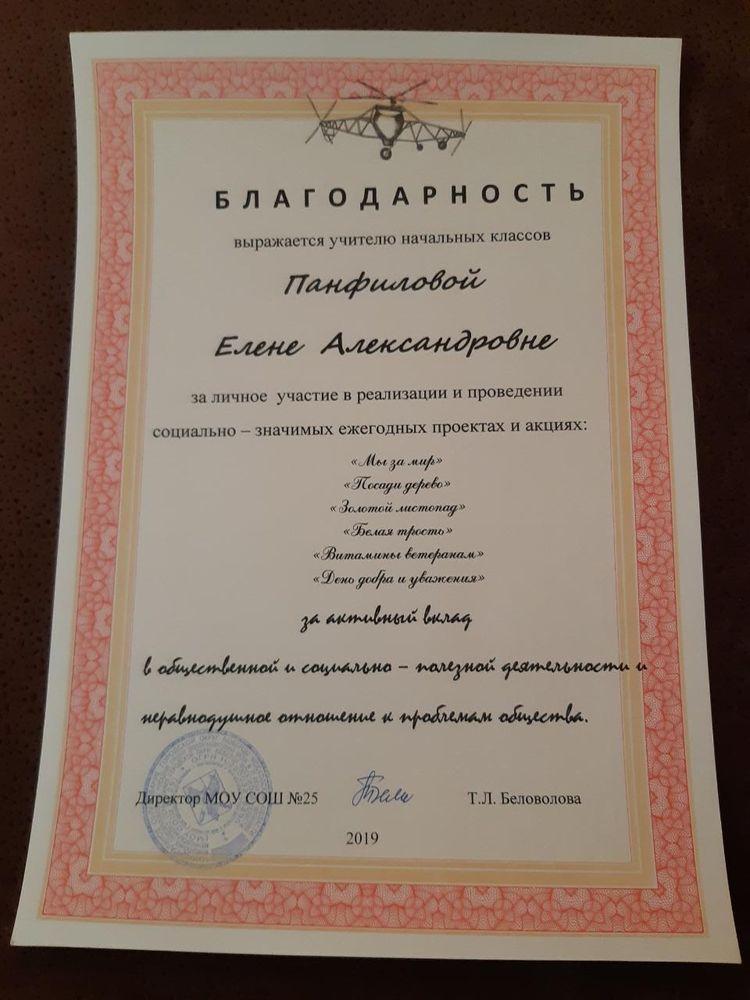 БЛАГОДАРНОСТЬ
выражается учителю начальных классов
Панфиловой
Елене Александровне
за личное участие в реализации и проведении
социально – значимых ежегодных проектах и акциях:
«Мы за мир»
«Посади дерево»
«Золотой листопад»
«Белая трость»
«Витамины ветеранам»
«День добра и уважения»
за активный вклад
в общественной и социально – полезной деятельности и
неравнодушное отношение к проблемам общества.
Директор МОУ СОШ №25 Т.Л. Беловолова
2019